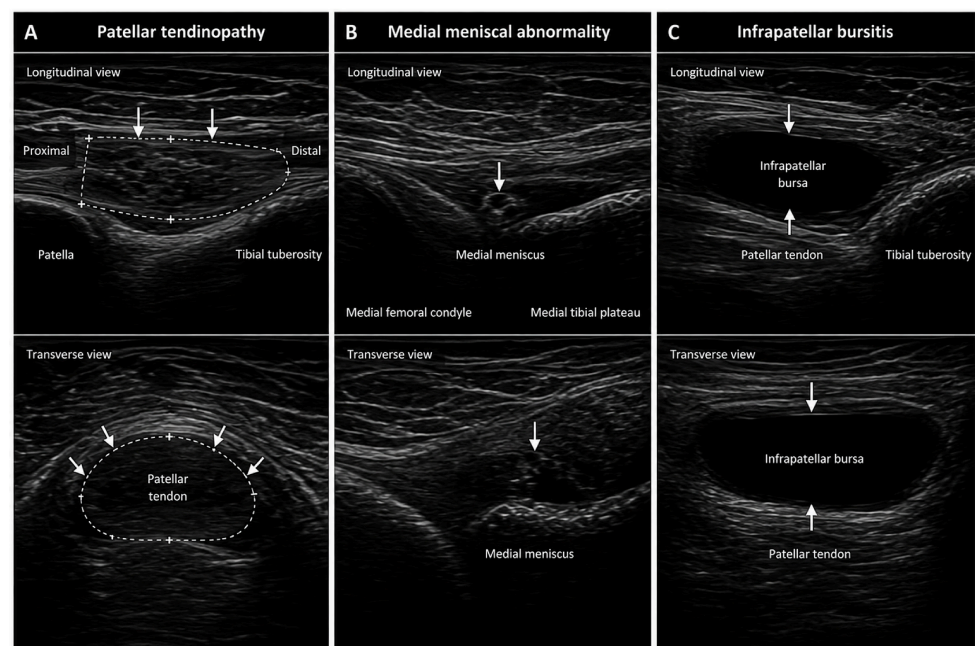 A Patellar tendinopathy
Longitudinal view
Proximal
Distal
Patella
Tibial tuberosity
Transverse view
Patellar
tendon
B Medial meniscal abnormality
Longitudinal view
Medial meniscus
Medial femoral condyle
Medial tibial plateau
Transverse view
Medial meniscus
C Infrapatellar bursitis
Longitudinal view
Infrapatellar
bursa
Patellar tendon
Tibial tuberosity
Transverse view
Infrapatellar bursa
Patellar tendon